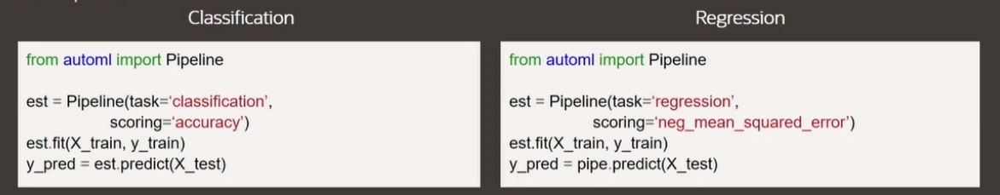 Classification
from automl import Pipeline
est = Pipeline(task=‘classification’,
scoring=‘accuracy’)
est.fit(X_train, y_train)
y_pred = est.predict(X_test)
Regression
from automl import Pipeline
est = Pipeline(task=‘regression’,
scoring=‘neg_mean_squared_error’)
est.fit(X_train, y_train)
y_pred = pipe.predict(X_test)